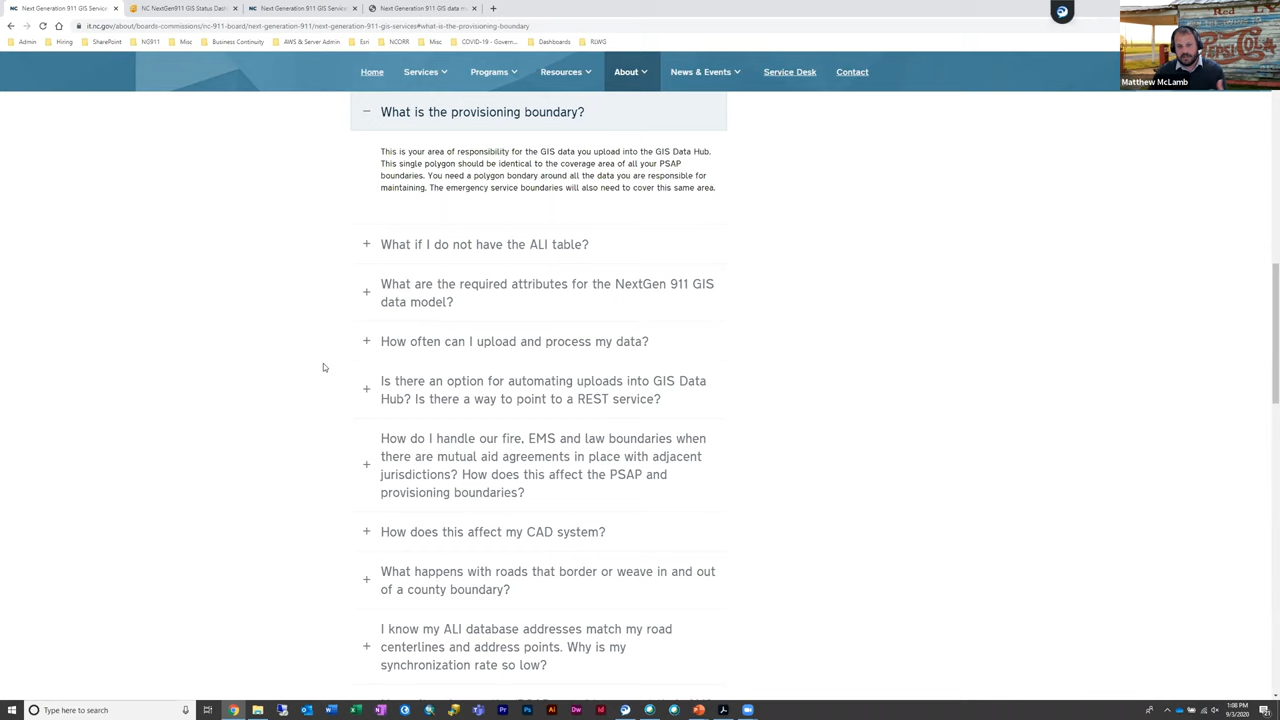 Next Generation 911 GIS Service
NC NextGen911 GIS Status Dash
Next Generation 911 GIS Service
Next Generation 911 GIS data m
it.nc.gov/about/boards-commissions/nc-911-board/next-generation-911/next-generation-911-gis-services#what-is-the-provisioning-boundary
Admin
Hiring
SharePoint
NG911
Misc
Business Continuity
AWS & Server Admin
Esri
NCORR
Misc
COVID-19 - Govern...
Dashboards
RLWG
Red
PEPSI-COLA
Matthew McLamb
Home
Services
Programs
Resources
About
News & Events
Service Desk
Contact
What is the provisioning boundary?
This is your area of responsibility for the GIS data you upload into the GIS Data Hub.
This single polygon should be identical to the coverage area of all your PSAP
boundaries. You need a polygon bondary around all the data you are responsible for
maintaining. The emergency service boundaries will also need to cover this same area.
What if I do not have the ALI table?
What are the required attributes for the NextGen 911 GIS
data model?
How often can I upload and process my data?
Is there an option for automating uploads into GIS Data
Hub? Is there a way to point to a REST service?
How do I handle our fire, EMS and law boundaries when
there are mutual aid agreements in place with adjacent
jurisdictions? How does this affect the PSAP and
provisioning boundaries?
How does this affect my CAD system?
What happens with roads that border or weave in and out
of a county boundary?
I know my ALI database addresses match my road
centerlines and address points. Why is my
synchronization rate so low?
Type here to search
1:08 PM
9/3/2020